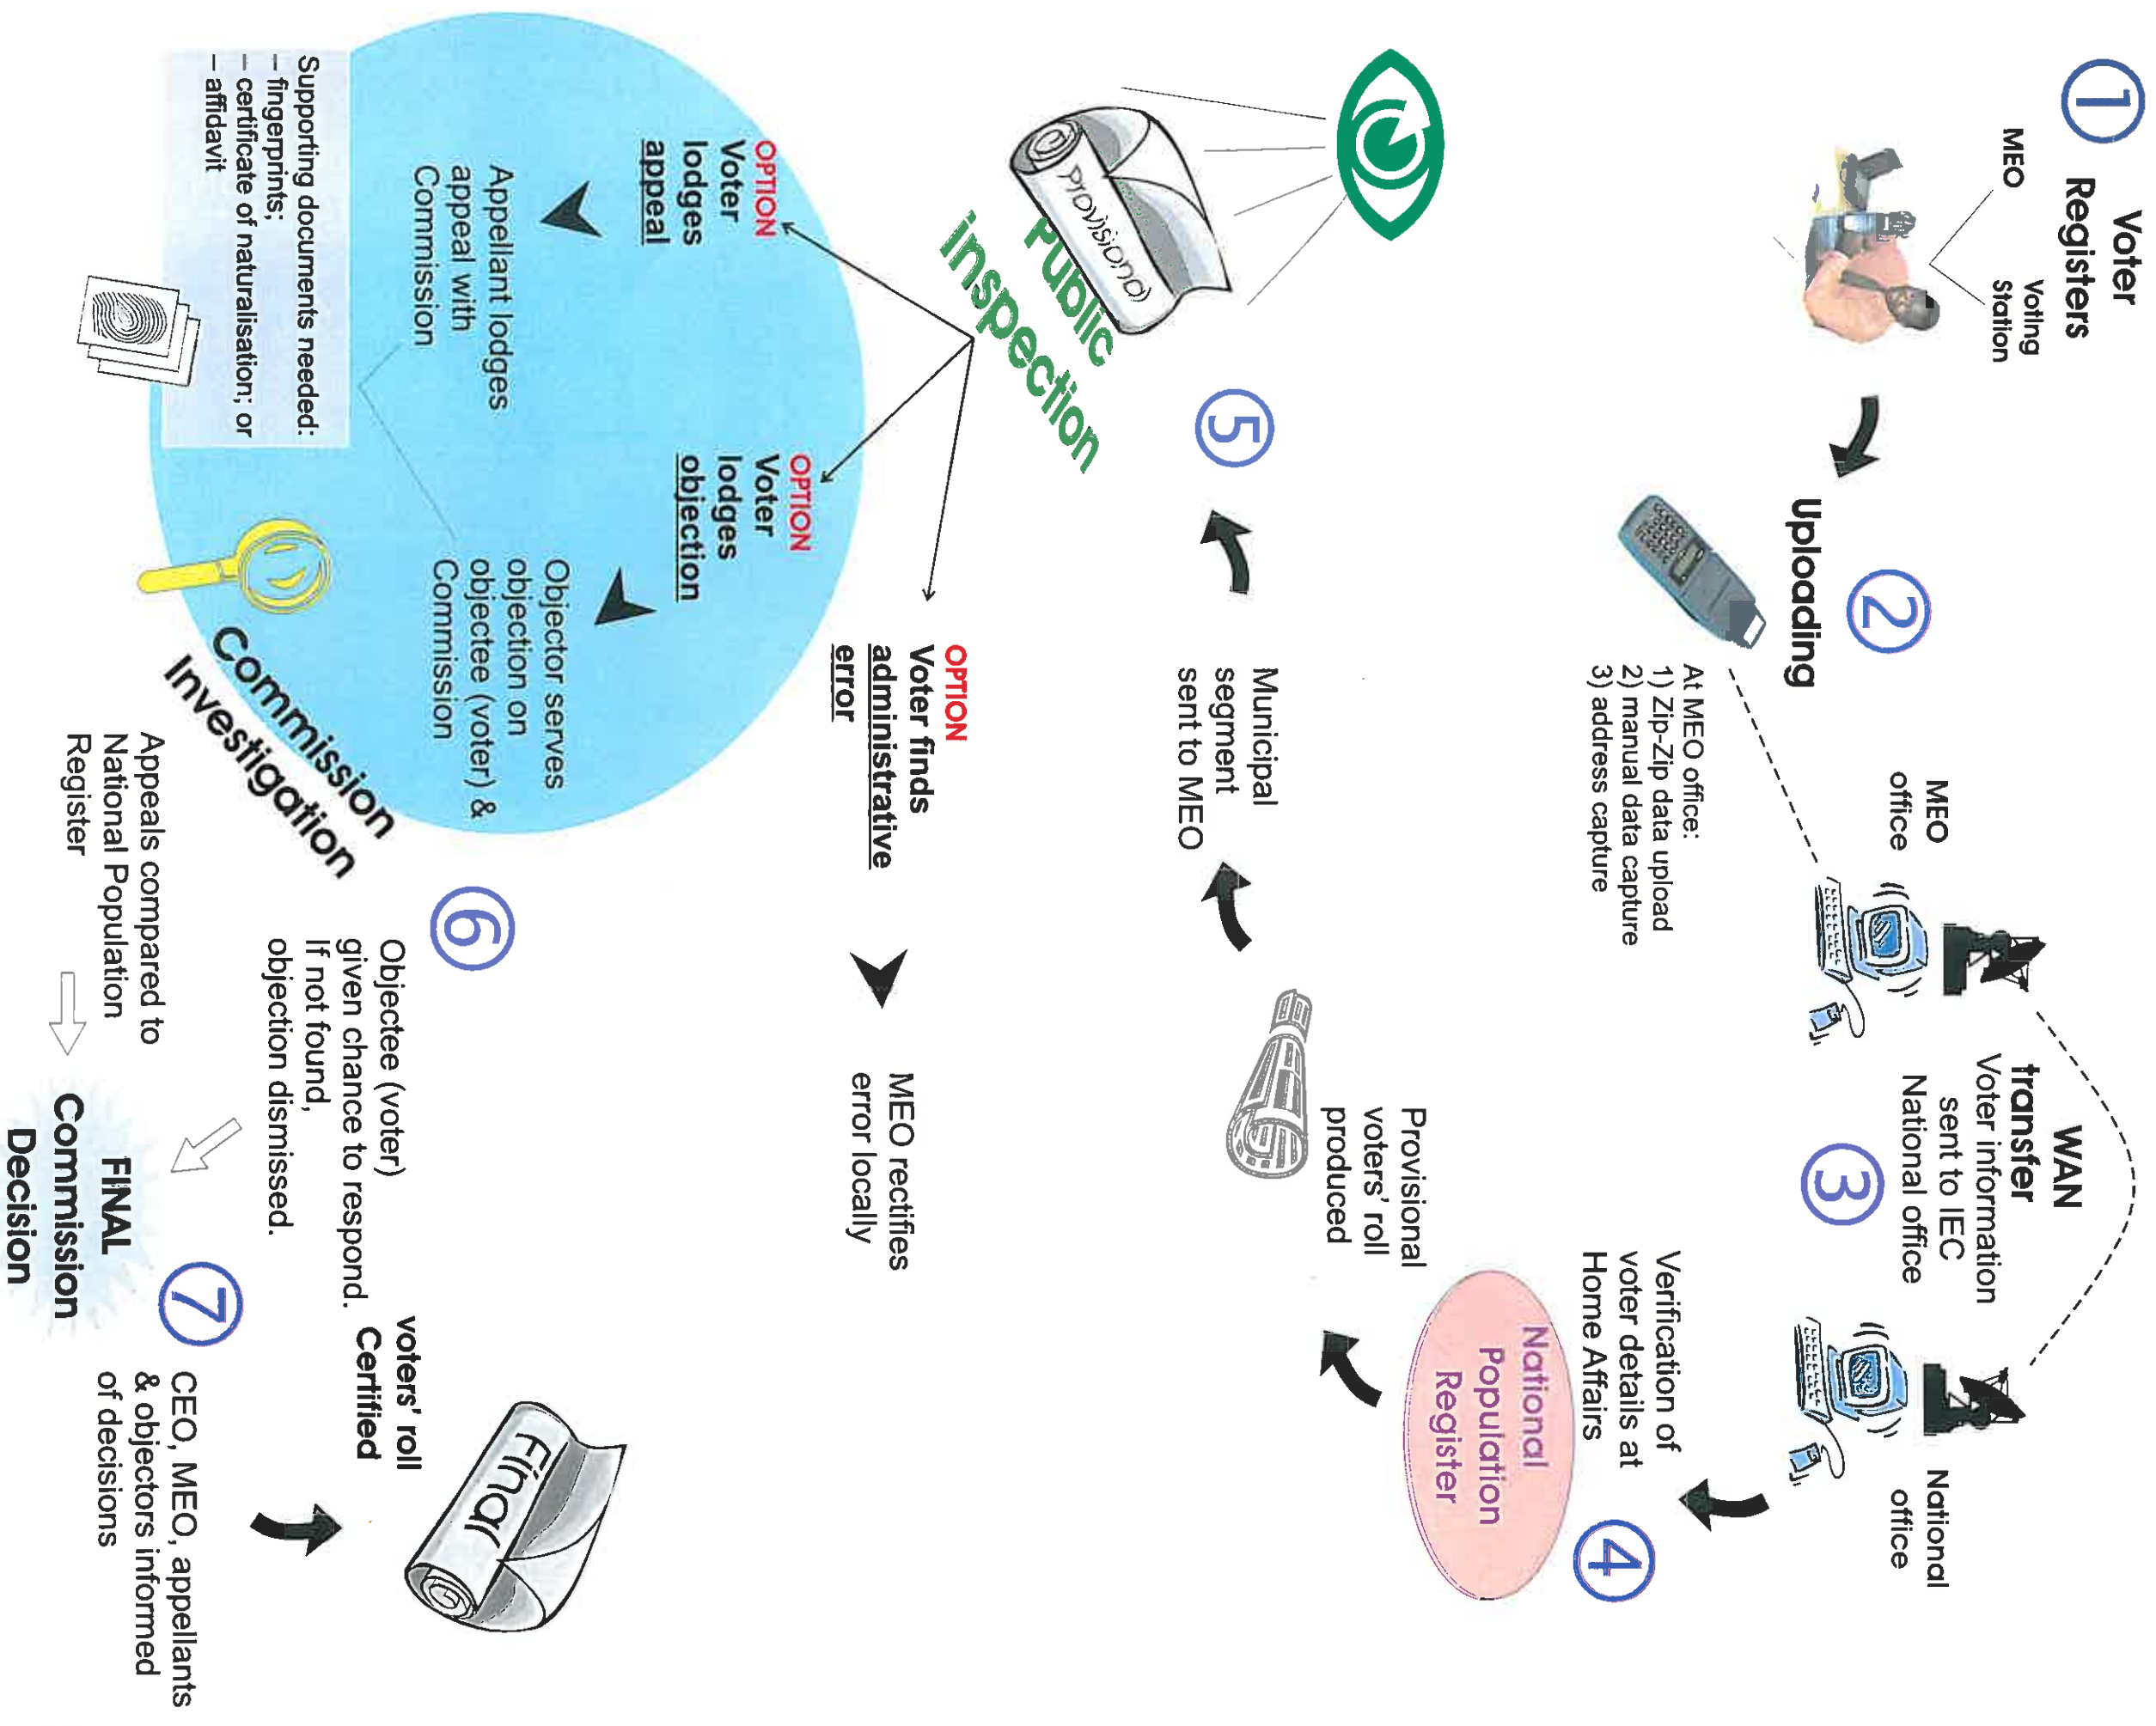 1
Voter
Registers
MEO
Voting
Station
2
Uploading
At MEO office:
1) Zip-Zip data upload
2) manual data capture
3) address capture
MEO
office
WAN
transfer
Voter information
sent to IEC
National office
3
National
office
Verification of
voter details at
Home Affairs
4
National
Population
Register
Provisional
voters' roll
produced
Municipal
segment
sent to MEO
5
Provisional
Public
inspection
OPTION
Voter
lodges
appeal
Appellant lodges
appeal with
Commission
OPTION
Voter
lodges
objection
Objector serves
objection on
objectee (voter) &
Commission
OPTION
Voter finds
administrative
error
MEO rectifies
error locally
Supporting documents needed:
– fingerprints;
– certificate of naturalisation; or
– affidavit
Commission
Investigation
6
Objectee (voter)
given chance to respond.
If not found,
objection dismissed.
Appeals compared to
National Population
Register
FINAL
Commission
Decision
7
CEO, MEO, appellants
& objectors informed
of decisions
voters' roll
Certified
Final